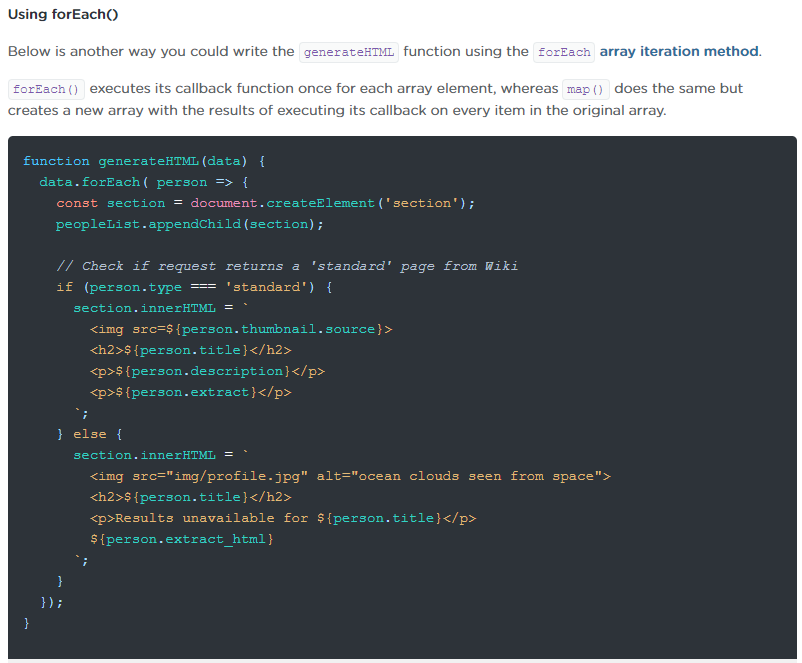 Using forEach()
Below is another way you could write the generateHTML function using the forEach array iteration method.
forEach() executes its callback function once for each array element, whereas map() does the same but
creates a new array with the results of executing its callback on every item in the original array.
function generateHTML(data) {
  data.forEach( person => {
    const section = document.createElement('section');
    peopleList.appendChild(section);

    // Check if request returns a 'standard' page from Wiki
    if (person.type === 'standard') {
      section.innerHTML = `
        <img src=${person.thumbnail.source}>
        <h2>${person.title}</h2>
        <p>${person.description}</p>
        <p>${person.extract}</p>
      `;
    } else {
      section.innerHTML = `
        <img src="img/profile.jpg" alt="ocean clouds seen from space">
        <h2>${person.title}</h2>
        <p>Results unavailable for ${person.title}</p>
        ${person.extract_html}
      `;
    }
  });
}